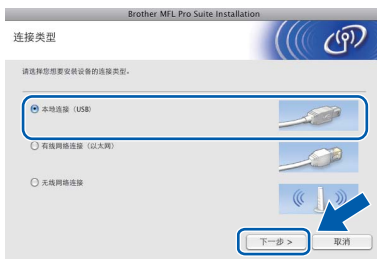 Brother MFL Pro Suite Installation
连接类型
请选择您想要安装设备的连接类型。
本地连接（USB）
有线网络连接（以太网）
无线网络连接
下一步 >
取消